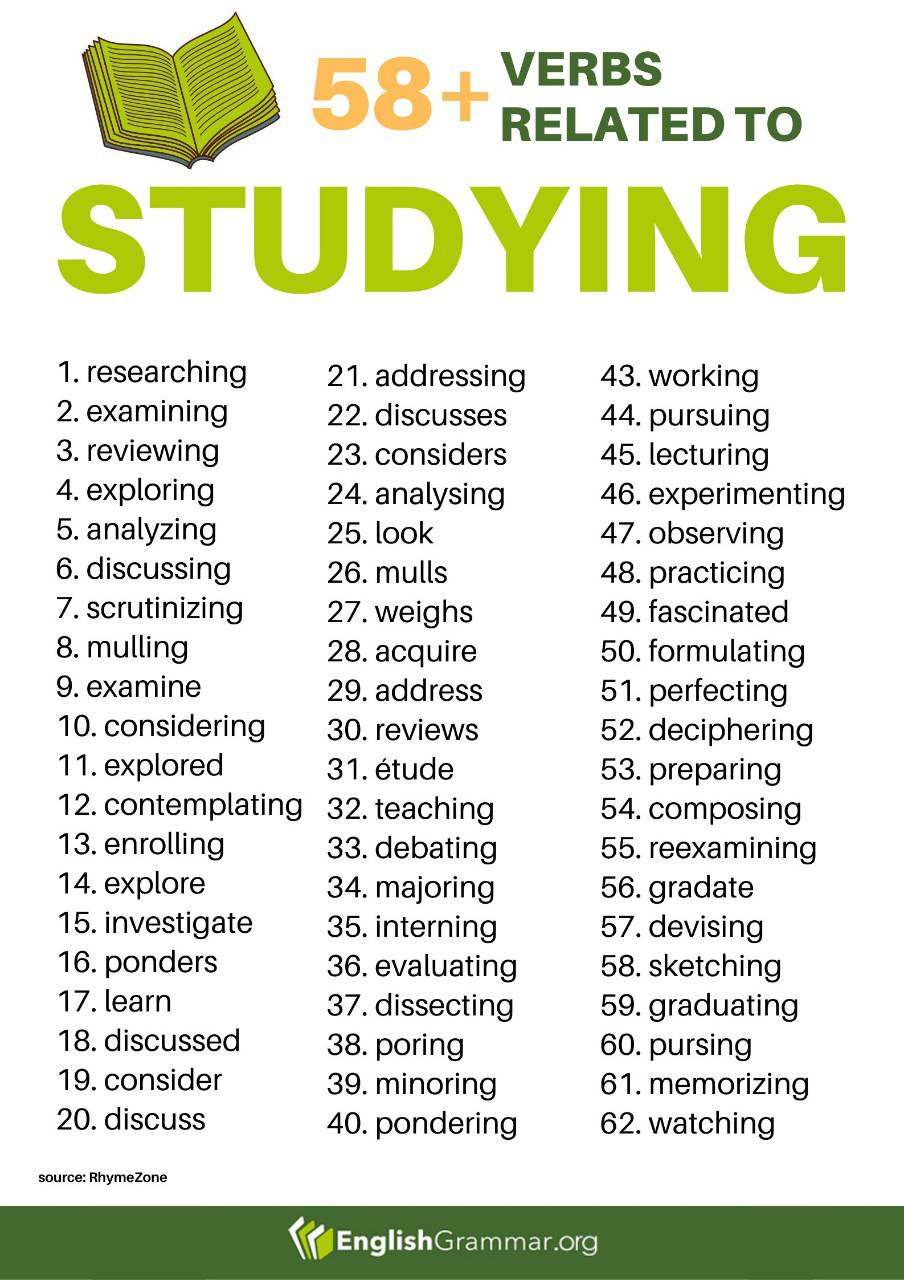 58+ VERBS
RELATED TO
STUDYING
1. researching
2. examining
3. reviewing
4. exploring
5. analyzing
6. discussing
7. scrutinizing
8. mulling
9. examine
10. considering
11. explored
12. contemplating
13. enrolling
14. explore
15. investigate
16. ponders
17. learn
18. discussed
19. consider
20. discuss
21. addressing
22. discusses
23. considers
24. analysing
25. look
26. mulls
27. weighs
28. acquire
29. address
30. reviews
31. étude
32. teaching
33. debating
34. majoring
35. interning
36. evaluating
37. dissecting
38. poring
39. minoring
40. pondering
43. working
44. pursuing
45. lecturing
46. experimenting
47. observing
48. practicing
49. fascinated
50. formulating
51. perfecting
52. deciphering
53. preparing
54. composing
55. reexamining
56. gradate
57. devising
58. sketching
59. graduating
60. pursing
61. memorizing
62. watching
source: RhymeZone
EnglishGrammar.org